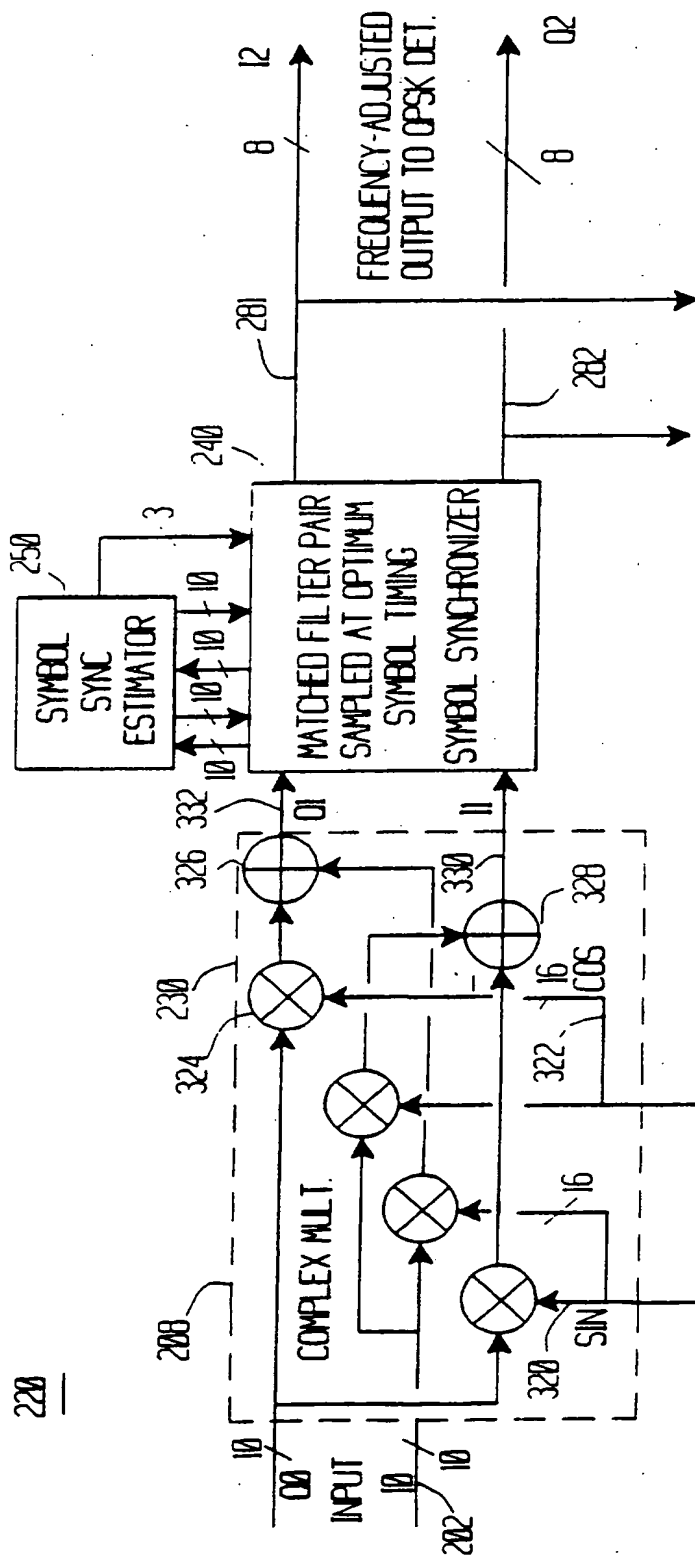 220
208
230
324
326
332
250
240
281
8
I2
SYMBOL
SYNC
ESTIMATOR
3
10
10
10
10
10
Q0
INPUT
I0
10
202
COMPLEX MULT.
Q1
I1
330
328
MATCHED FILTER PAIR
SAMPLED AT OPTIMUM
SYMBOL TIMING
SYMBOL SYNCHRONIZER
FREQUENCY-ADJUSTED
OUTPUT TO QPSK DET.
282
8
Q2
16
COS
322
16
SIN
320